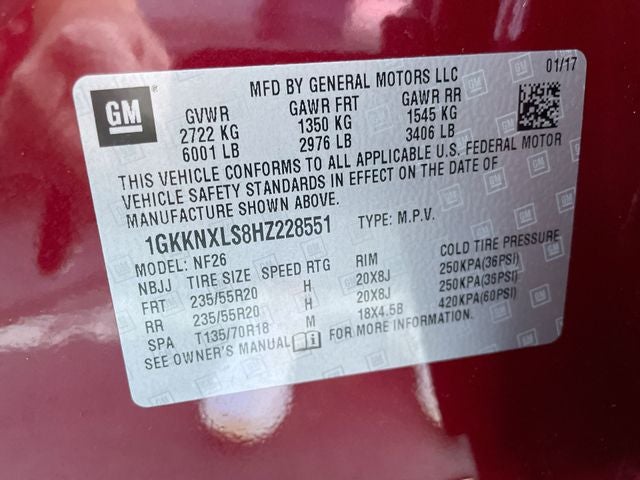 MFD BY GENERAL MOTORS LLC 01/17
GM
GVWR GAWR FRT GAWR RR
2722 KG 1350 KG 1545 KG
6001 LB 2976 LB 3406 LB
THIS VEHICLE CONFORMS TO ALL APPLICABLE U.S. FEDERAL MOTOR
VEHICLE SAFETY STANDARDS IN EFFECT ON THE DATE OF
MANUFACTURE SHOWN ABOVE.
1GKKNXLS8HZ228551 TYPE: M.P.V.
MODEL: NF26
NBJJ TIRE SIZE SPEED RTG RIM COLD TIRE PRESSURE
FRT 235/55R20 H 20X8J 250KPA(36PSI)
RR 235/55R20 H 20X8J 250KPA(36PSI)
SPA T135/70R18 M 18X4.5B 420KPA(60PSI)
SEE OWNER'S MANUAL FOR MORE INFORMATION.